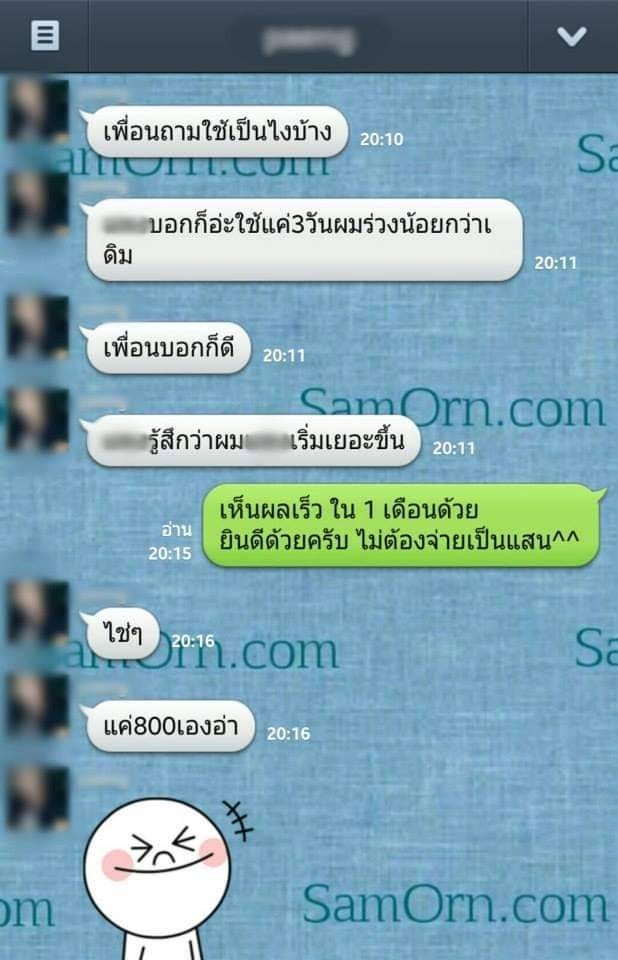 เพื่อนถามใช้เป็นไงบ้าง
20:10
บอกก็อ่ะใช้แค่3วันผมร่วงน้อยกว่าเ
ดิม
20:11
เพื่อนบอกก็ดี
20:11
รู้สึกว่าผม เริ่มเยอะขึ้น
20:11
เห็นผลเร็ว ใน 1 เดือนด้วย
ยินดีด้วยครับ ไม่ต้องจ่ายเป็นแสน^^
อ่าน
20:15
ไช่ๆ
20:16
แค่800เองอ่า
20:16
SamOrn.com
SamOrn.com